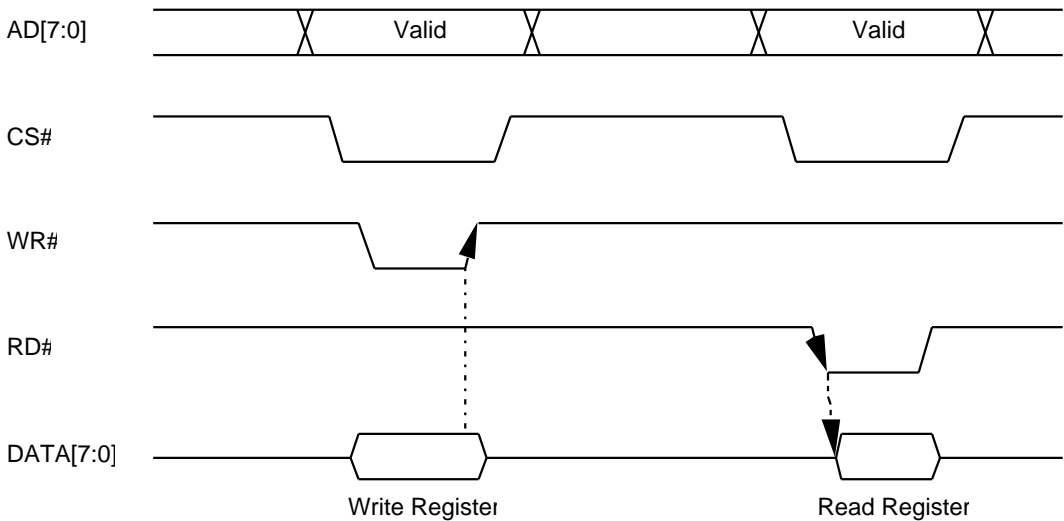 AD[7:0]
Valid
Valid
CS#
WR#
RD#
DATA[7:0]
Write Register
Read Register